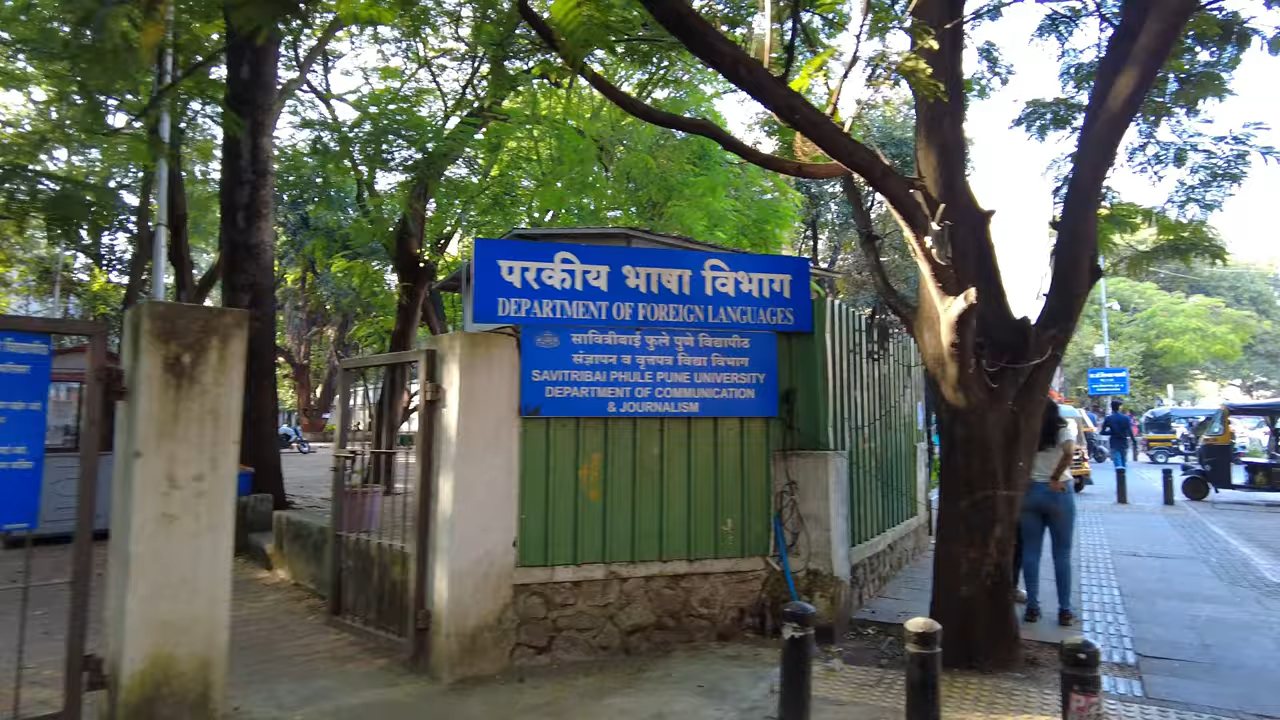 परकीय भाषा विभाग
DEPARTMENT OF FOREIGN LANGUAGES
सावित्रीबाई फुले पुणे विद्यापीठ
संज्ञापन व वृत्तपत्र विद्या विभाग
SAVITRIBAI PHULE PUNE UNIVERSITY
DEPARTMENT OF COMMUNICATION
& JOURNALISM